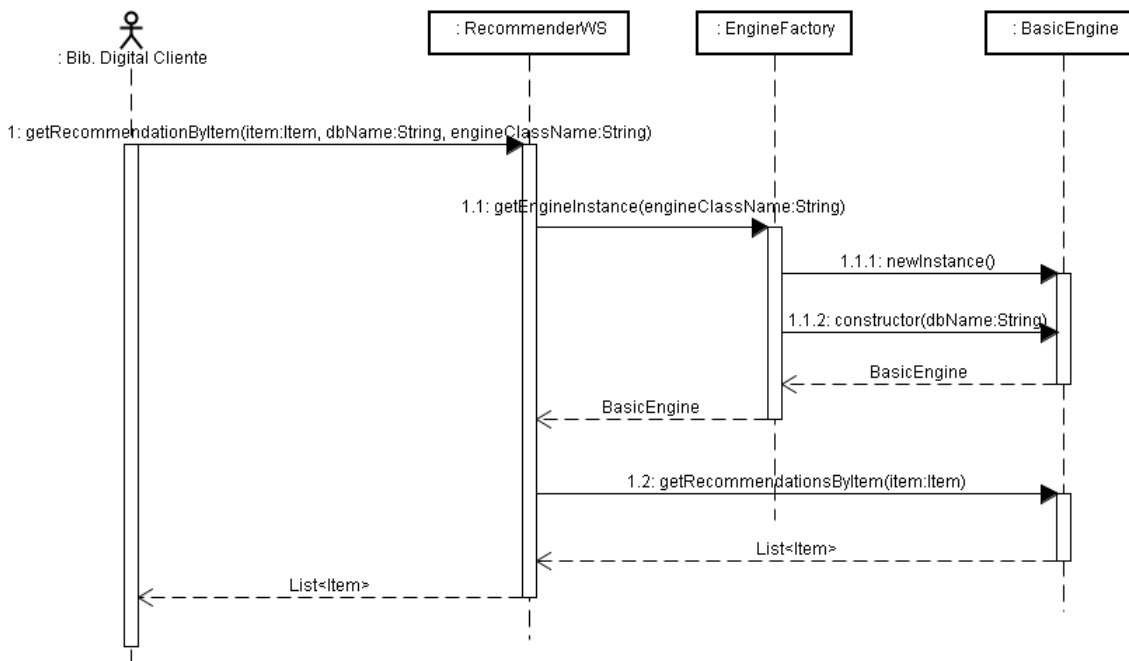 : RecommenderWS
: EngineFactory
: BasicEngine
: Bib. Digital Cliente
1: getRecommendationByItem(item:Item, dbName:String, engineClassName:String)
1.1: getEngineInstance(engineClassName:String)
1.1.1: newInstance()
1.1.2: constructor(dbName:String)
BasicEngine
BasicEngine
1.2: getRecommendationsByItem(item:Item)
List<Item>
List<Item>